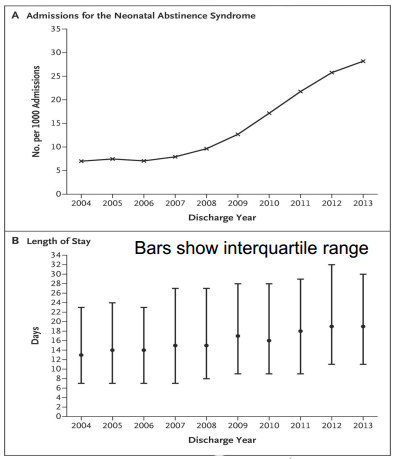 A Admissions for the Neonatal Abstinence Syndrome
35
30
25
20
15
10
5
0
No. per 1000 Admissions
2004 2005 2006 2007 2008 2009 2010 2011 2012 2013
Discharge Year
B Length of Stay
Bars show interquartile range
34
32
30
28
26
24
22
20
18
16
14
12
10
8
6
4
2
0
Days
2004 2005 2006 2007 2008 2009 2010 2011 2012 2013
Discharge Year